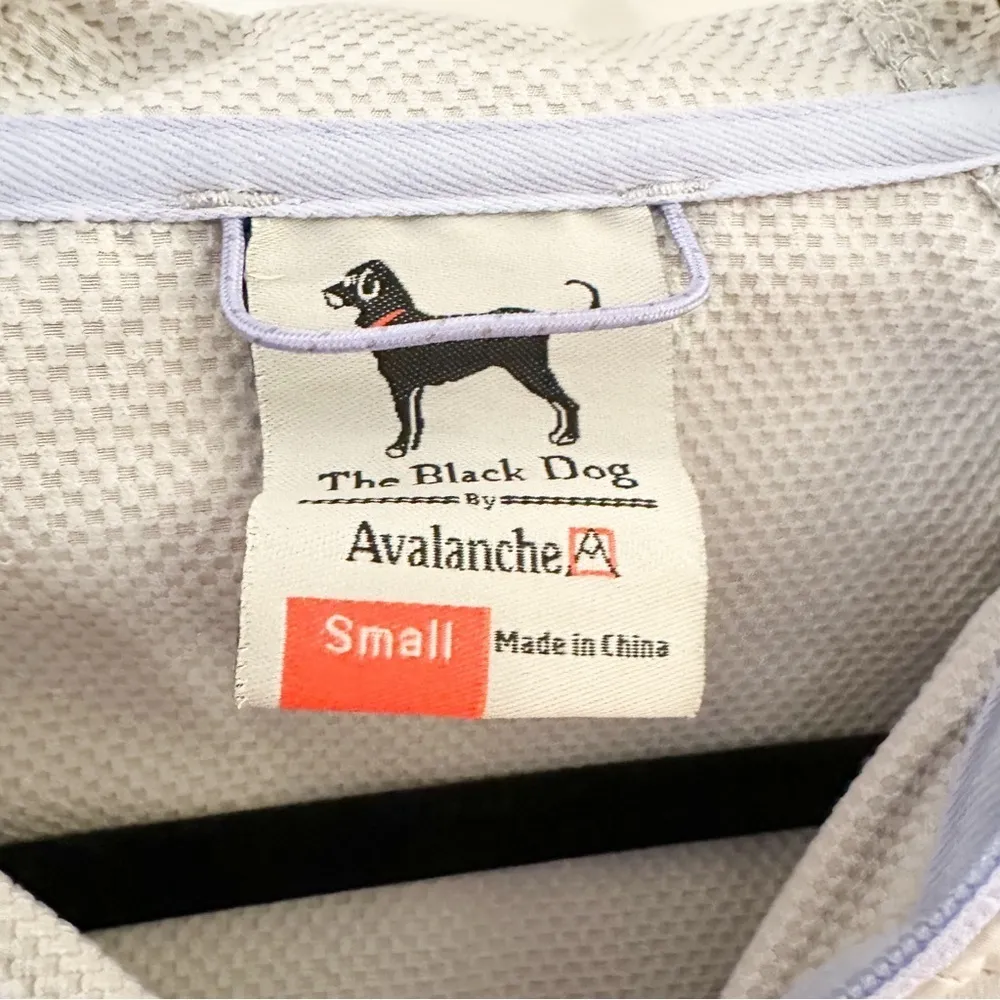 The Black Dog
By
Avalanche
Small
Made in China